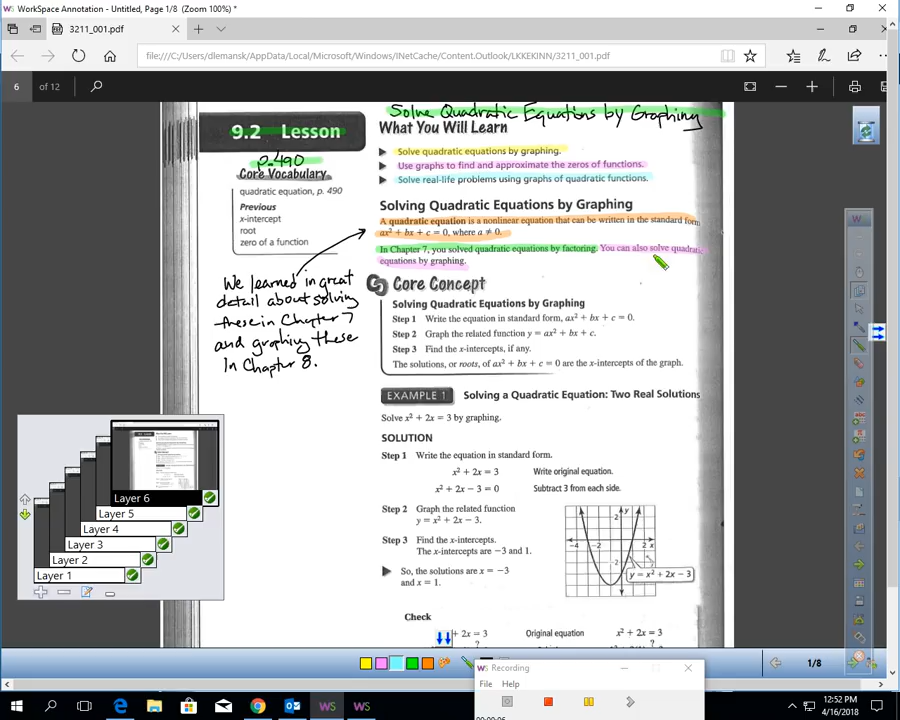 WorkSpace Annotation - Untitled, Page 1/8 (Zoom 100%) *
3211_001.pdf
file:///C:/Users/dlemansk/AppData/Local/Microsoft/Windows/INetCache/Content.Outlook/LKKEKINN/3211_001.pdf
6 of 12
Solve Quadratic Equations by Graphing
9.2 Lesson
What You Will Learn
p.490
Core Vocabulary
quadratic equation, p. 490
Previous
x-intercept
root
zero of a function
Solve quadratic equations by graphing.
Use graphs to find and approximate the zeros of functions.
Solve real-life problems using graphs of quadratic functions.
Solving Quadratic Equations by Graphing
A quadratic equation is a nonlinear equation that can be written in the standard form
ax² + bx + c = 0, where a ≠ 0.
In Chapter 7, you solved quadratic equations by factoring. You can also solve quadratic
equations by graphing.
We learned in great
detail about solving
these in Chapter 7
and graphing these
In Chapter 8.
Core Concept
Solving Quadratic Equations by Graphing
Step 1 Write the equation in standard form, ax² + bx + c = 0.
Step 2 Graph the related function y = ax² + bx + c.
Step 3 Find the x-intercepts, if any.
The solutions, or roots, of ax² + bx + c = 0 are the x-intercepts of the graph.
EXAMPLE 1 Solving a Quadratic Equation: Two Real Solutions
Solve x² + 2x = 3 by graphing.
SOLUTION
Step 1 Write the equation in standard form.
x² + 2x = 3 Write original equation.
x² + 2x − 3 = 0 Subtract 3 from each side.
Step 2 Graph the related function
y = x² + 2x − 3.
Step 3 Find the x-intercepts.
The x-intercepts are −3 and 1.
So, the solutions are x = −3
and x = 1.
2 y
−4 −2 2 x
−2
y = x² + 2x − 3
Check
+ 2x = 3 Original equation x² + 2x = 3
Layer 6
Layer 5
Layer 4
Layer 3
Layer 2
Layer 1
1/8
WS Recording
File Help
00:00:06
12:52 PM
4/16/2018